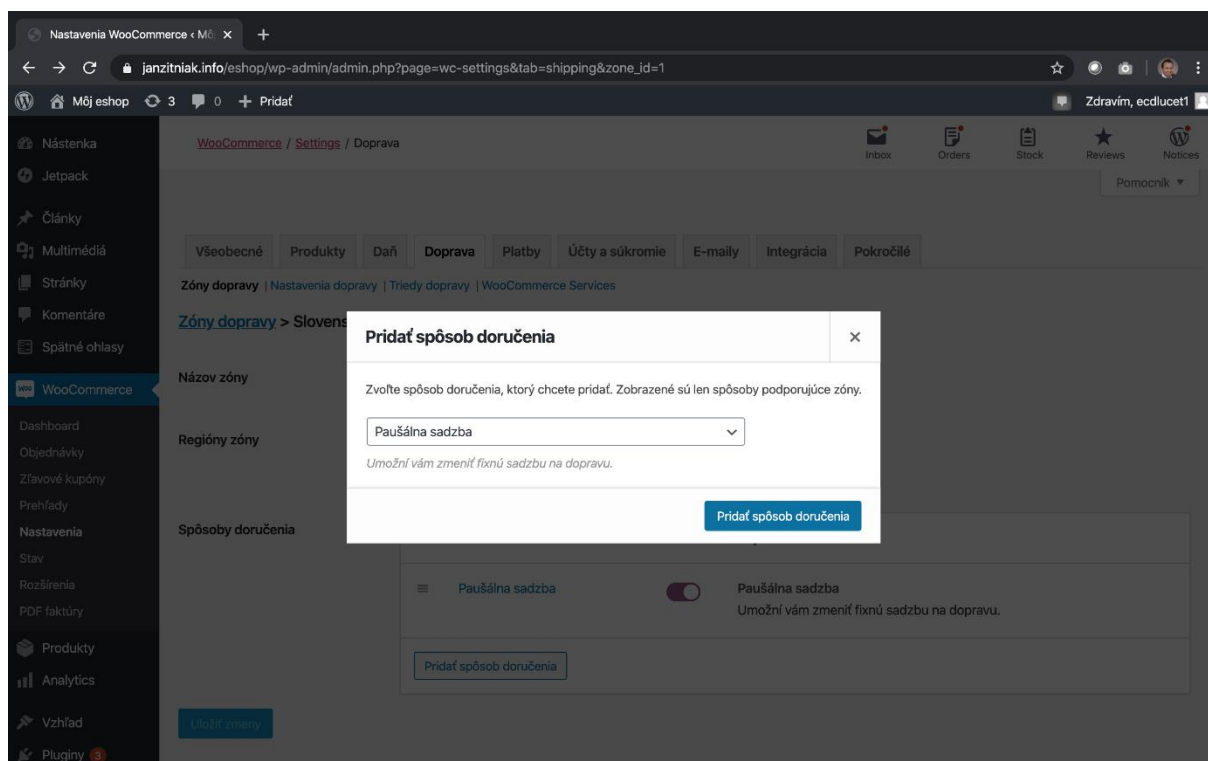 Nastavenia WooCommerce ‹ Môj
janzitniak.info/eshop/wp-admin/admin.php?page=wc-settings&tab=shipping&zone_id=1
Môj eshop 3 0 + Pridať Zdravím, ecdlucet1
Nástenka
Jetpack
Články
Multimédiá
Stránky
Komentáre
Spätné ohlasy
WooCommerce
Dashboard
Objednávky
Zľavové kupóny
Prehľady
Nastavenia
Stav
Rozšírenia
PDF faktúry
Produkty
Analytics
Vzhľad
Pluginy 3
WooCommerce / Settings / Doprava
Inbox Orders Stock Reviews Notices
Pomocník
Všeobecné Produkty Daň Doprava Platby Účty a súkromie E-maily Integrácia Pokročilé
Zóny dopravy | Nastavenia dopravy | Triedy dopravy | WooCommerce Services
Zóny dopravy > Slovens
Názov zóny
Regióny zóny
Spôsoby doručenia
Pridať spôsob doručenia
Zvoľte spôsob doručenia, ktorý chcete pridať. Zobrazené sú len spôsoby podporujúce zóny.
Paušálna sadzba
Umožní vám zmeniť fixnú sadzbu na dopravu.
Pridať spôsob doručenia
Paušálna sadzba Paušálna sadzba
Umožní vám zmeniť fixnú sadzbu na dopravu.
Pridať spôsob doručenia
Uložiť zmeny